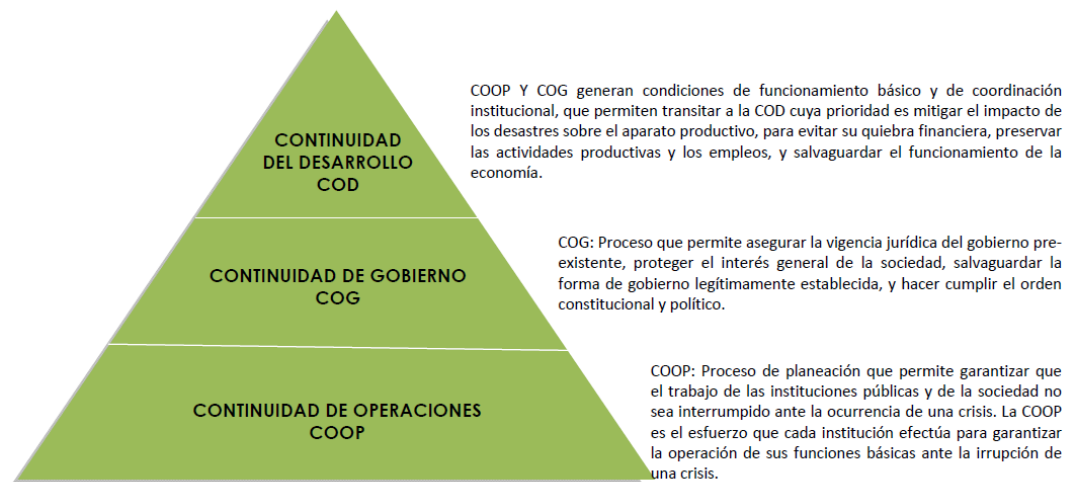 CONTINUIDAD
DEL DESARROLLO
COD
COOP Y COG generan condiciones de funcionamiento básico y de coordinación
institucional, que permiten transitar a la COD cuya prioridad es mitigar el impacto de
los desastres sobre el aparato productivo, para evitar su quiebra financiera, preservar
las actividades productivas y los empleos, y salvaguardar el funcionamiento de la
economía.
CONTINUIDAD DE GOBIERNO
COG
COG: Proceso que permite asegurar la vigencia jurídica del gobierno pre-
existente, proteger el interés general de la sociedad, salvaguardar la
forma de gobierno legítimamente establecida, y hacer cumplir el orden
constitucional y político.
CONTINUIDAD DE OPERACIONES
COOP
COOP: Proceso de planeación que permite garantizar que
el trabajo de las instituciones públicas y de la sociedad no
sea interrumpido ante la ocurrencia de una crisis. La COOP
es el esfuerzo que cada institución efectúa para garantizar
la operación de sus funciones básicas ante la irrupción de
una crisis.